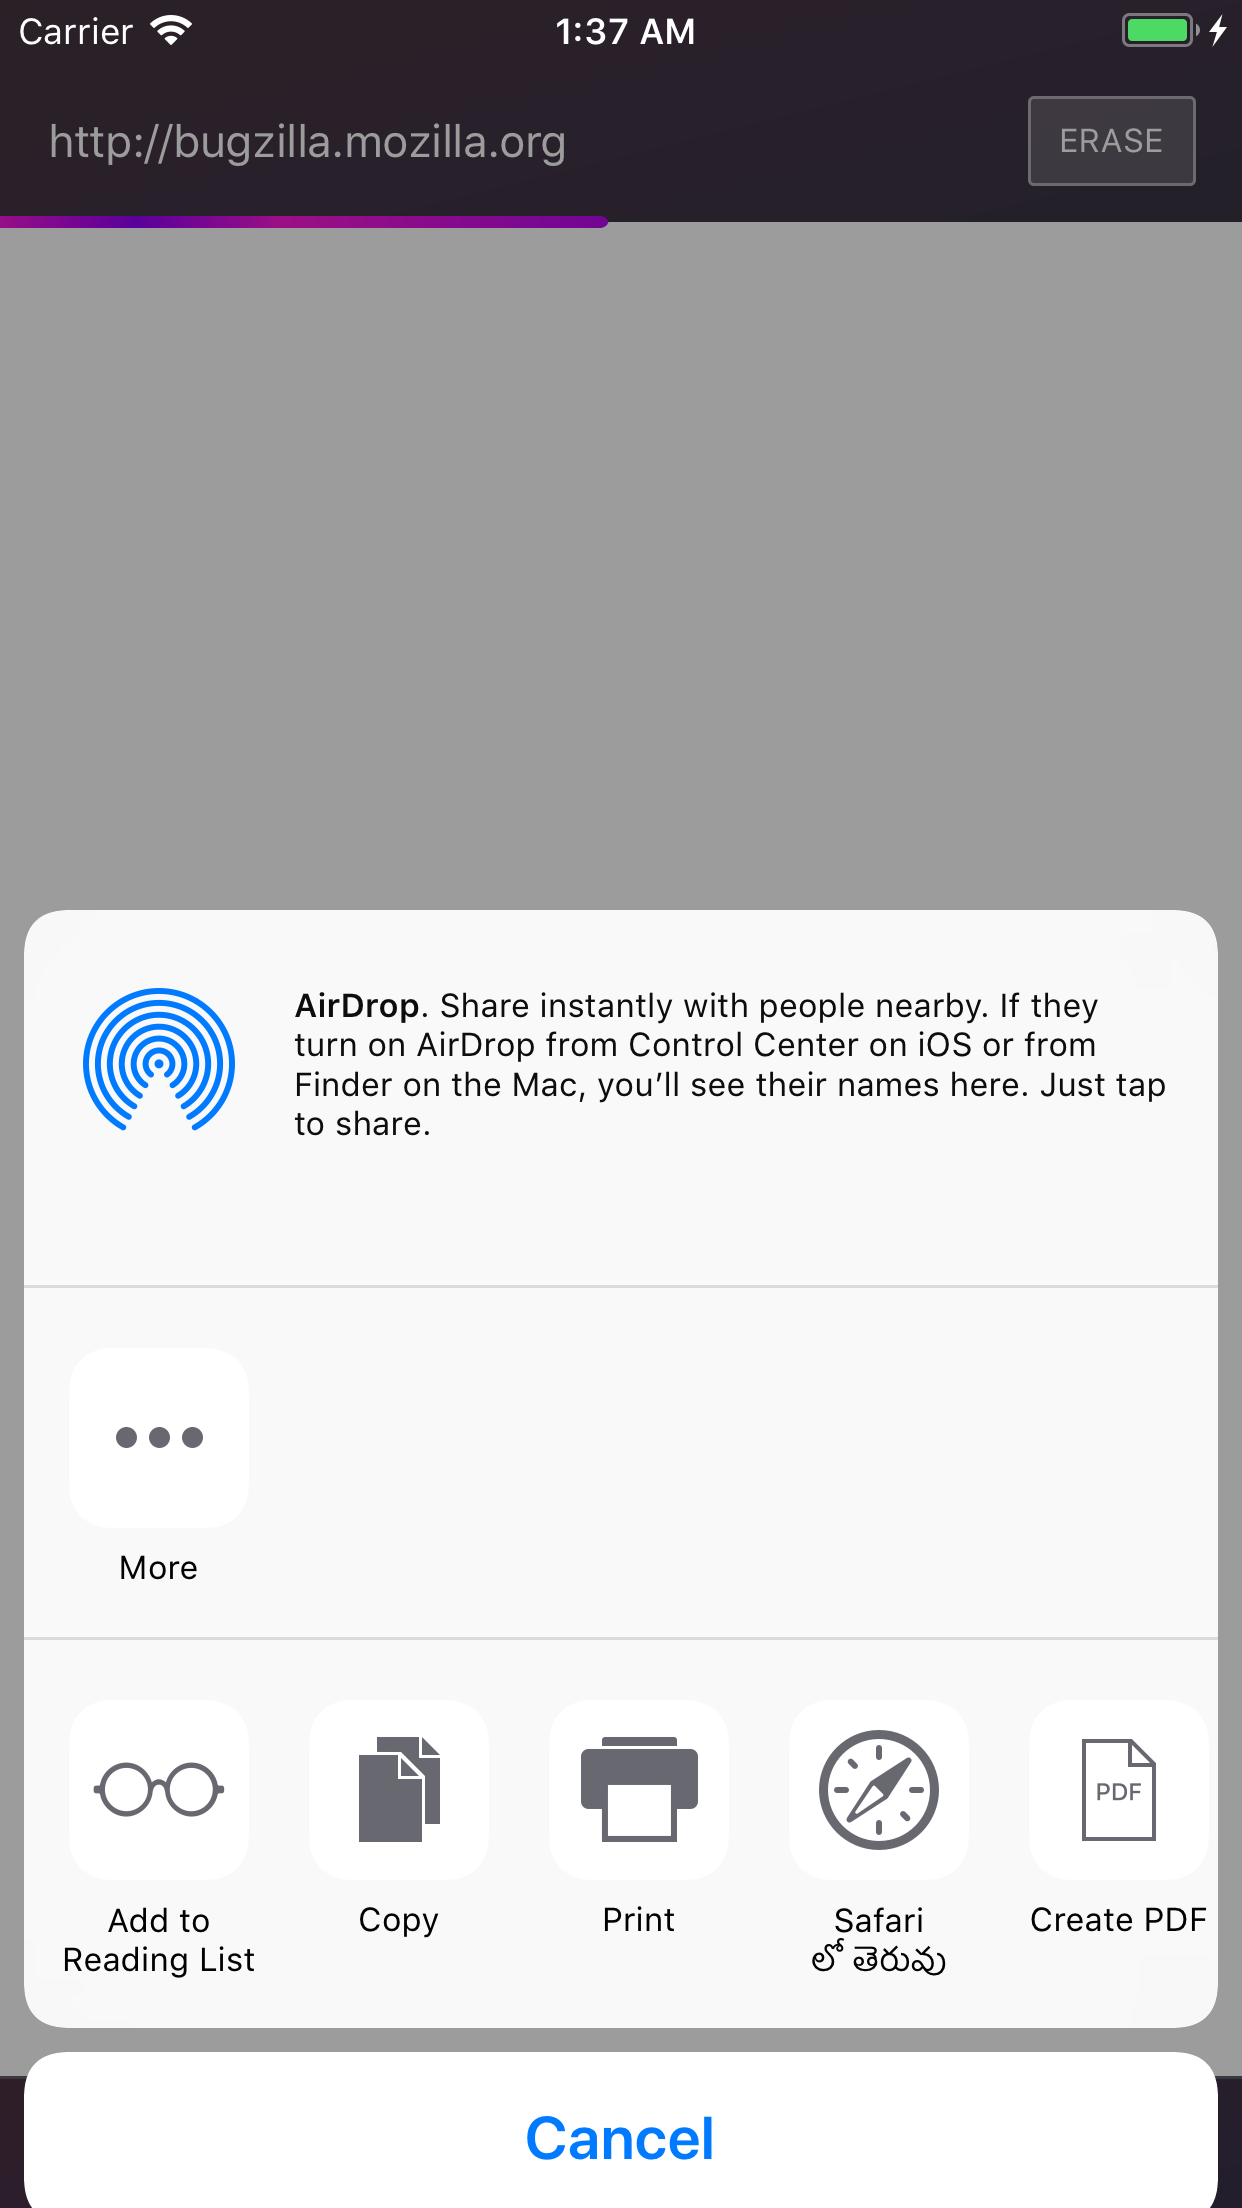 Carrier
1:37 AM
http://bugzilla.mozilla.org
ERASE
AirDrop. Share instantly with people nearby. If they
turn on AirDrop from Control Center on iOS or from
Finder on the Mac, you’ll see their names here. Just tap
to share.
More
Add to
Reading List
Copy
Print
Safari
లో తెరువు
PDF
Create PDF
Cancel